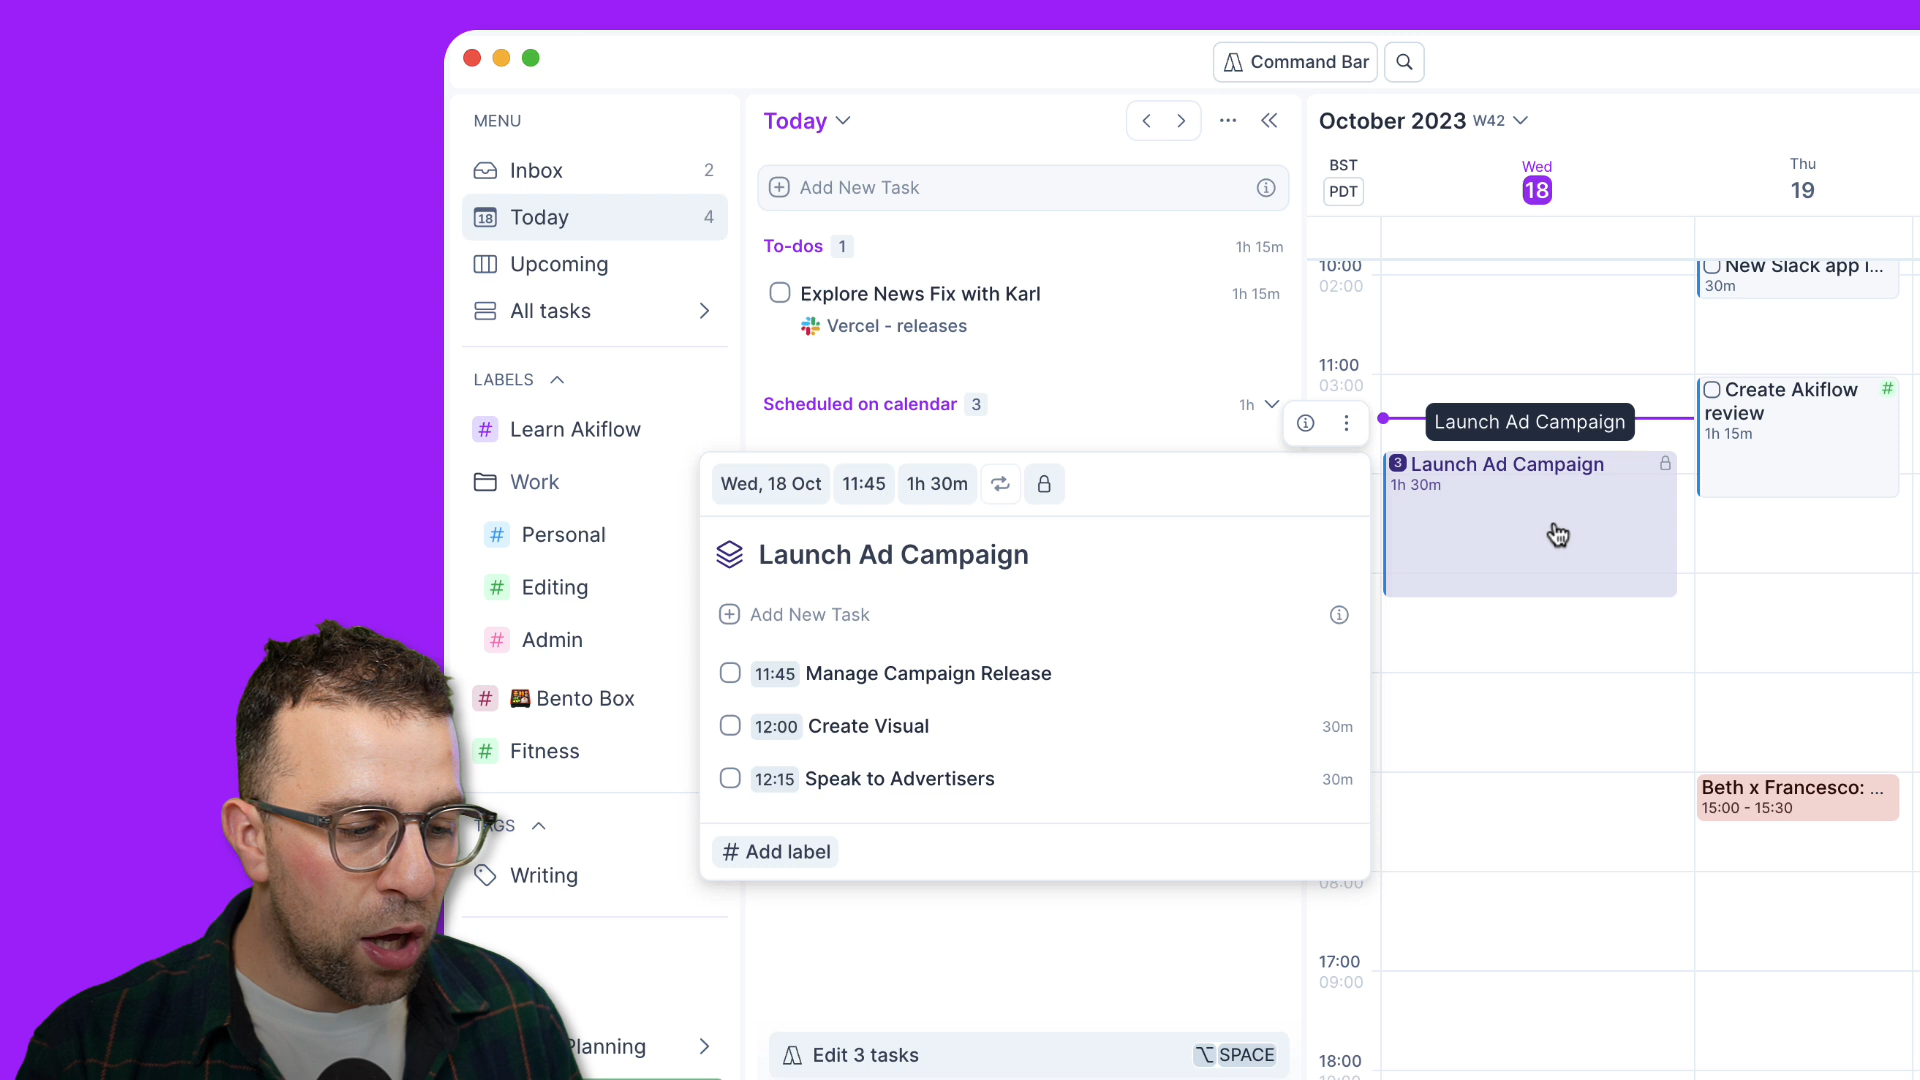 Command Bar
MENU
Inbox 2
18 Today 4
Upcoming
All tasks
LABELS
# Learn Akiflow
Work
# Personal
# Editing
# Admin
# Bento Box
# Fitness
TAGS
Writing
Planning
Today
Add New Task
To-dos 1 1h 15m
Explore News Fix with Karl 1h 15m
Vercel - releases
Scheduled on calendar 3 1h
Wed, 18 Oct 11:45 1h 30m
Launch Ad Campaign
Add New Task
11:45 Manage Campaign Release
12:00 Create Visual 30m
12:15 Speak to Advertisers 30m
# Add label
Edit 3 tasks ⌥ SPACE
October 2023 W42
BST
PDT
Wed
18
Thu
19
10:00
02:00
11:00
03:00
08:00
17:00
09:00
18:00
Launch Ad Campaign
3 Launch Ad Campaign
1h 30m
New Slack app i...
30m
Create Akiflow #
review
1h 15m
Beth x Francesco: ...
15:00 - 15:30